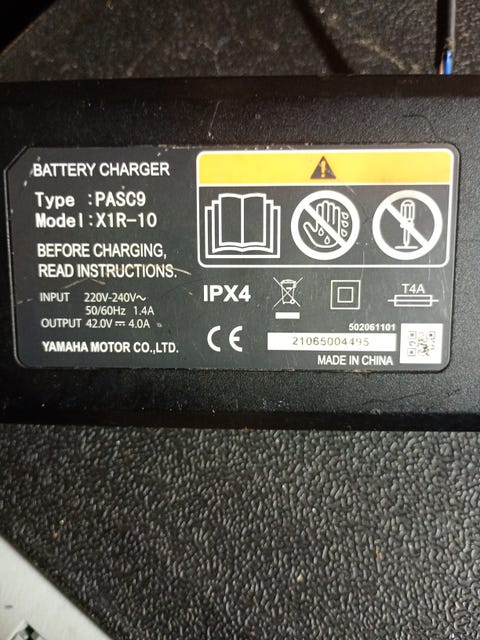 BATTERY CHARGER
Type :PASC9
Model:X1R-10
BEFORE CHARGING,
READ INSTRUCTIONS.
INPUT 220V-240V~
50/60Hz 1.4A
OUTPUT 42.0V⎓ 4.0A
YAMAHA MOTOR CO.,LTD.
IPX4
T4A
CE
502061101
21065004495
MADE IN CHINA